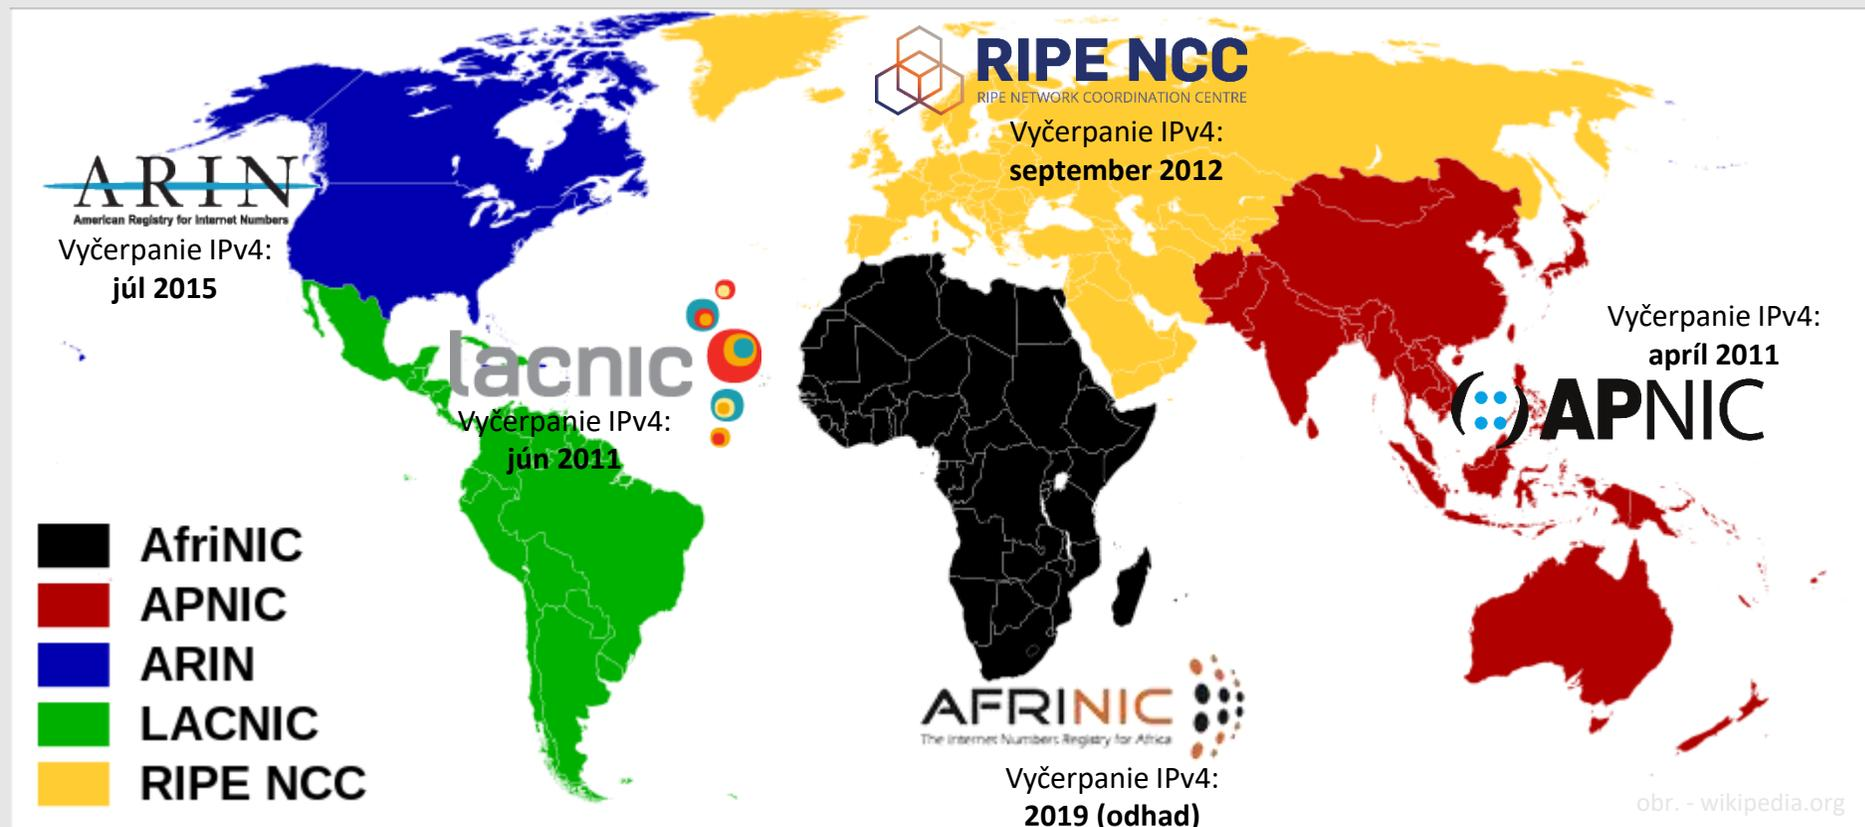 RIPE NCC
RIPE NETWORK COORDINATION CENTRE
Vyčerpanie IPv4:
september 2012
ARIN
American Registry for Internet Numbers
Vyčerpanie IPv4:
júl 2015
lacnic
Vyčerpanie IPv4:
jún 2011
Vyčerpanie IPv4:
apríl 2011
APNIC
AfriNIC
APNIC
ARIN
LACNIC
RIPE NCC
AFRINIC
The Internet Numbers Registry for Africa
Vyčerpanie IPv4:
2019 (odhad)
obr. - wikipedia.org